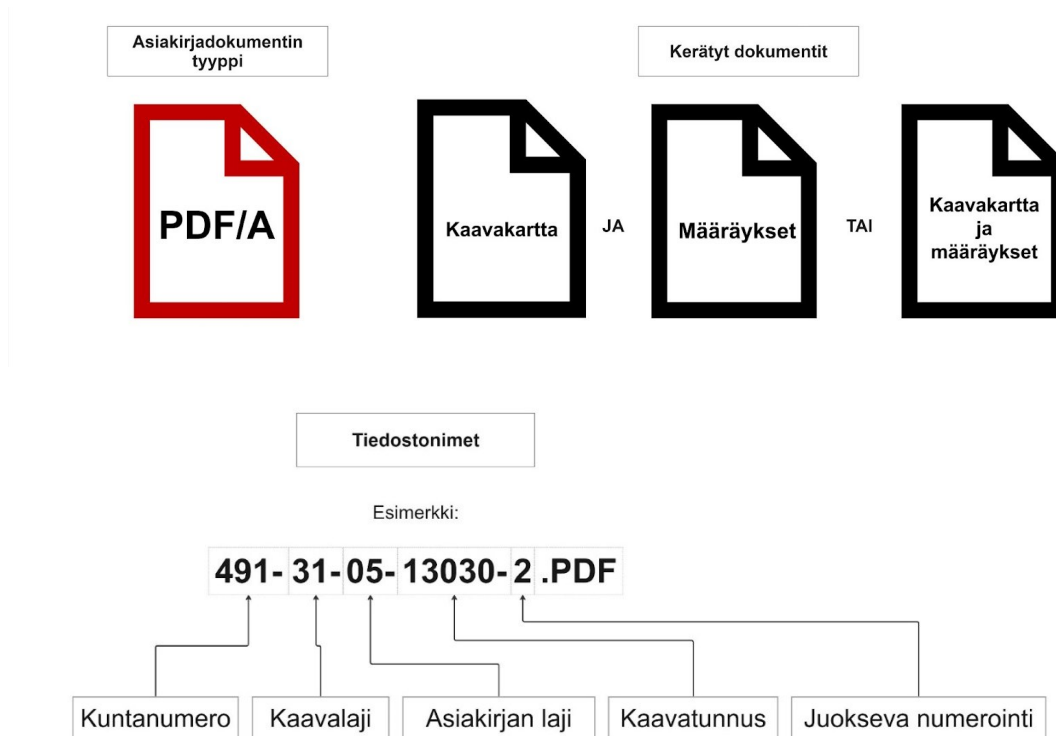 Asiakirjadokumentin
tyyppi
Kerätyt dokumentit
PDF/A
Kaavakartta
JA
Määräykset
TAI
Kaavakartta
ja
määräykset
Tiedostonimet
Esimerkki:
491- 31- 05- 13030- 2 .PDF
Kuntanumero
Kaavalaji
Asiakirjan laji
Kaavatunnus
Juokseva numerointi